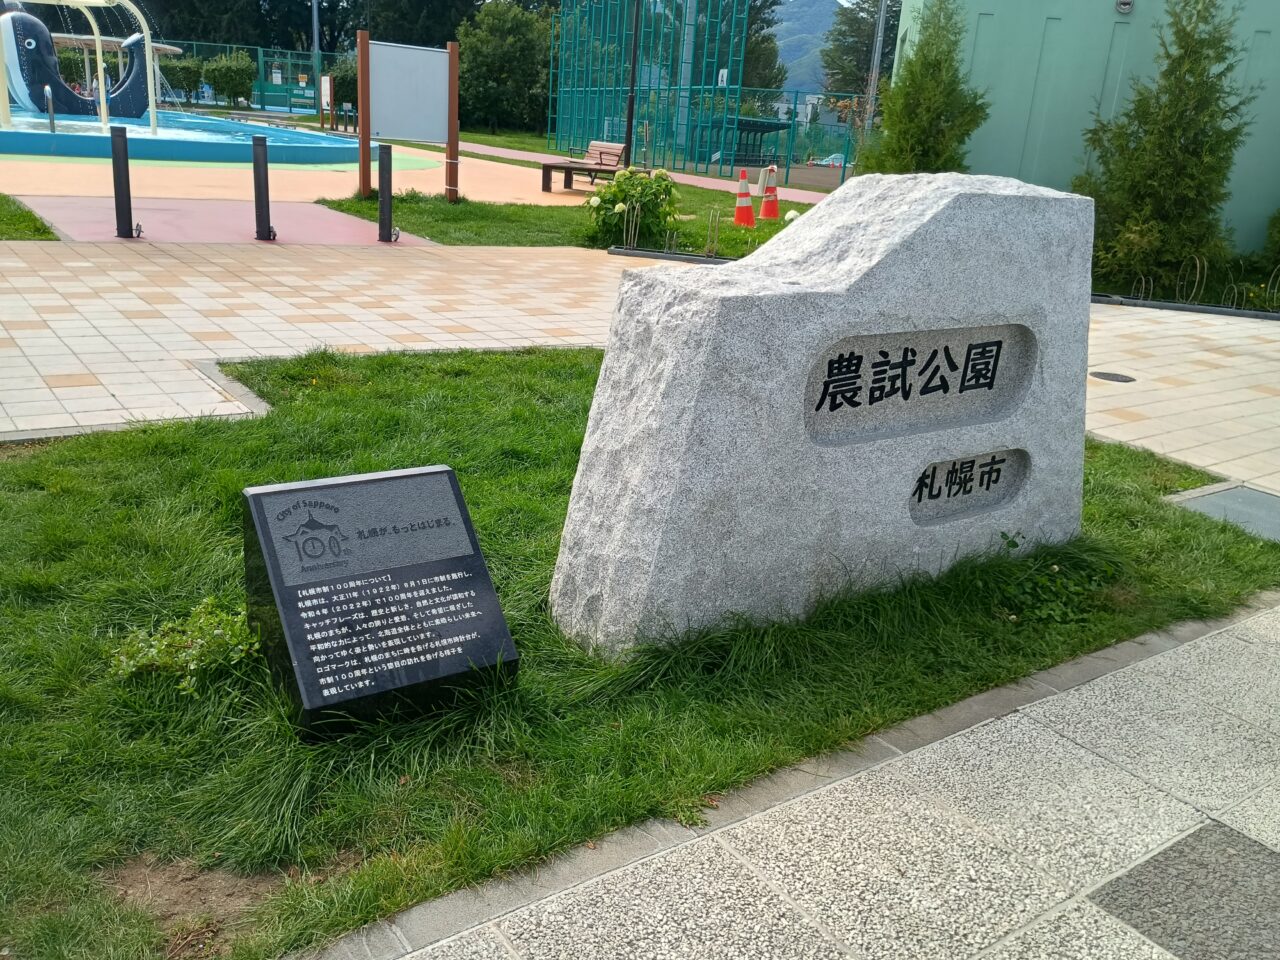 農試公園
札幌市
City of Sapporo
100th
Anniversary
札幌が、もっとはじまる。
【札幌市制100周年について】
札幌市は、大正11年(1922年)8月1日に市制を施行し、
令和4年(2022年)で100周年を迎えました。
キャッチフレーズは、歴史と新しさ、自然と文化が調和する
札幌のまちが、人々の誇りと愛着、そして希望に根ざした
平和的な力によって、北海道全体とともに素晴らしい未来へ
向かってゆく姿と勢いを表現しています。
ロゴマークは、札幌のまちに時を告げる札幌市時計台が、
市制100周年という節目の訪れを告げる様子を
表現しています。